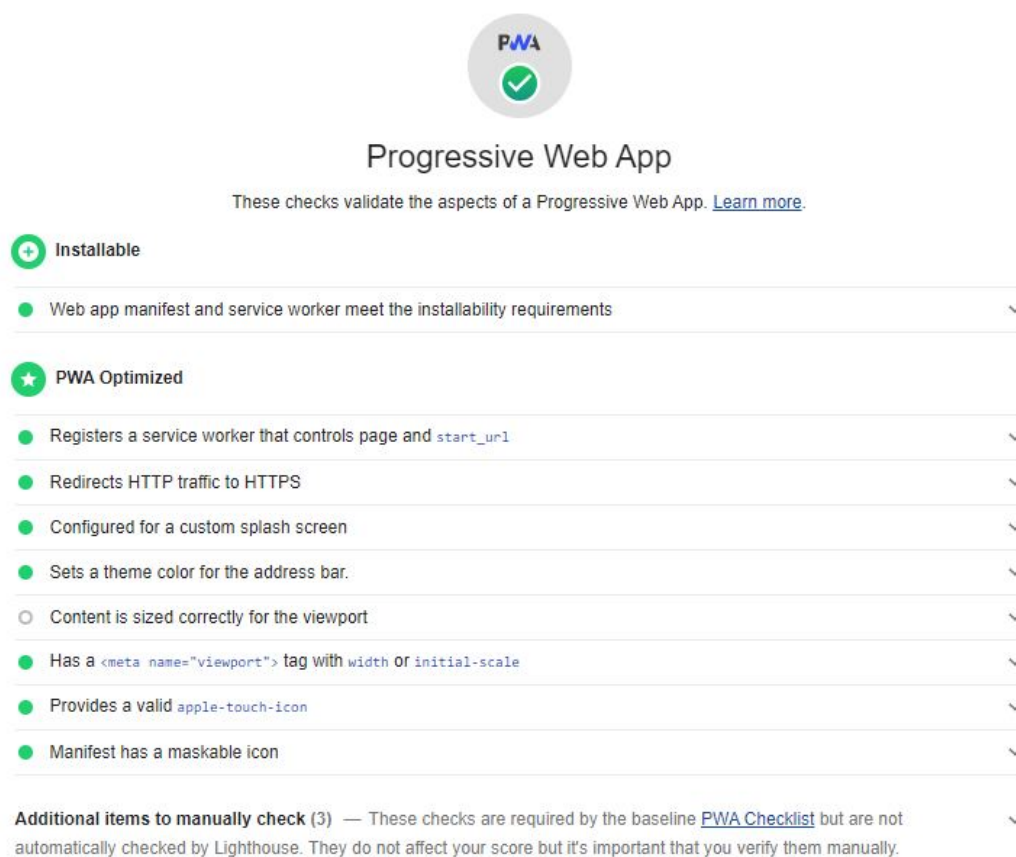 PWA
Progressive Web App
These checks validate the aspects of a Progressive Web App. Learn more.
Installable
Web app manifest and service worker meet the installability requirements
PWA Optimized
Registers a service worker that controls page and start_url
Redirects HTTP traffic to HTTPS
Configured for a custom splash screen
Sets a theme color for the address bar.
Content is sized correctly for the viewport
Has a <meta name="viewport"> tag with width or initial-scale
Provides a valid apple-touch-icon
Manifest has a maskable icon
Additional items to manually check (3) — These checks are required by the baseline PWA Checklist but are not
automatically checked by Lighthouse. They do not affect your score but it's important that you verify them manually.